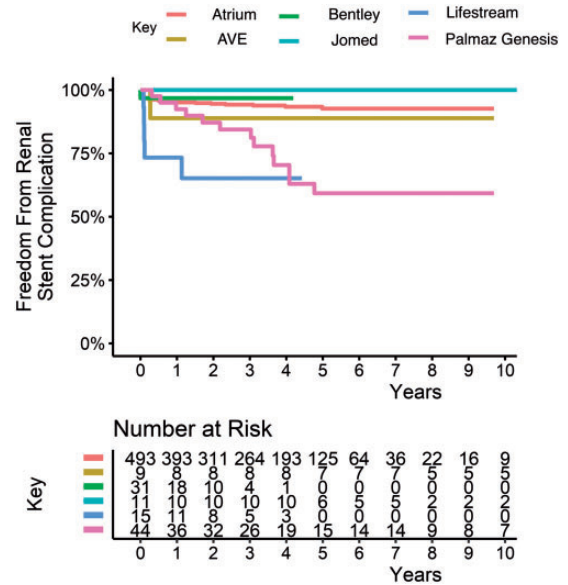 Key Atrium Bentley Lifestream
AVE Jomed Palmaz Genesis
Freedom From Renal
Stent Complication
100%
75%
50%
25%
0%
0 1 2 3 4 5 6 7 8 9 10
Years
Number at Risk
Key
493 393 311 264 193 125 64 36 22 16 9
9 8 8 8 8 7 7 7 5 5 5
31 18 10 4 1 0 0 0 0 0 0
11 10 10 10 10 6 5 5 2 2 2
15 11 8 5 3 0 0 0 0 0 0
44 36 32 26 19 15 14 14 9 8 7
0 1 2 3 4 5 6 7 8 9 10
Years